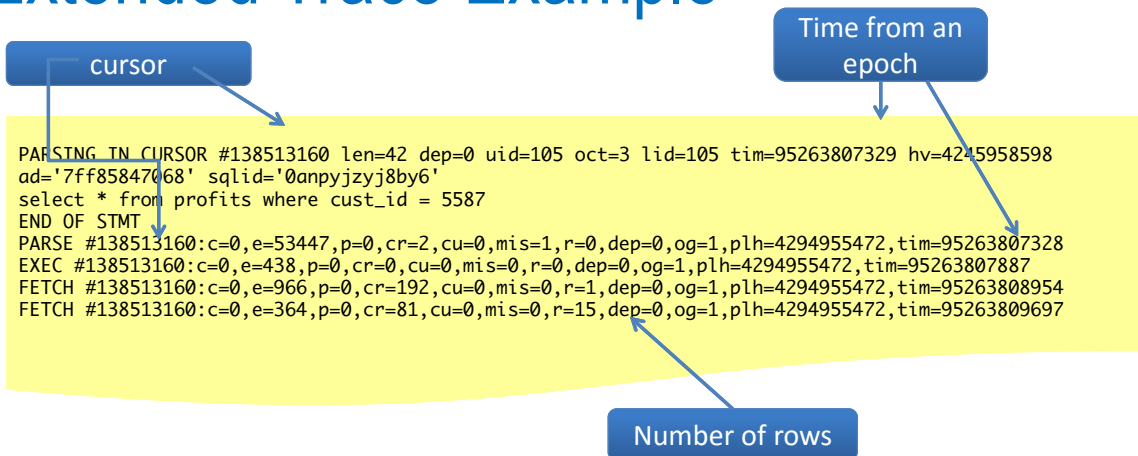 Extended Trace Example
Time from an
epoch
cursor
PARSING IN CURSOR #138513160 len=42 dep=0 uid=105 oct=3 lid=105 tim=95263807329 hv=4245958598
ad='7ff85847068' sqlid='0anpyjzyj8by6'
select * from profits where cust_id = 5587
END OF STMT
PARSE #138513160:c=0,e=53447,p=0,cr=2,cu=0,mis=1,r=0,dep=0,og=1,plh=4294955472,tim=95263807328
EXEC #138513160:c=0,e=438,p=0,cr=0,cu=0,mis=0,r=0,dep=0,og=1,plh=4294955472,tim=95263807887
FETCH #138513160:c=0,e=966,p=0,cr=192,cu=0,mis=0,r=1,dep=0,og=1,plh=4294955472,tim=95263808954
FETCH #138513160:c=0,e=364,p=0,cr=81,cu=0,mis=0,r=15,dep=0,og=1,plh=4294955472,tim=95263809697
Number of rows